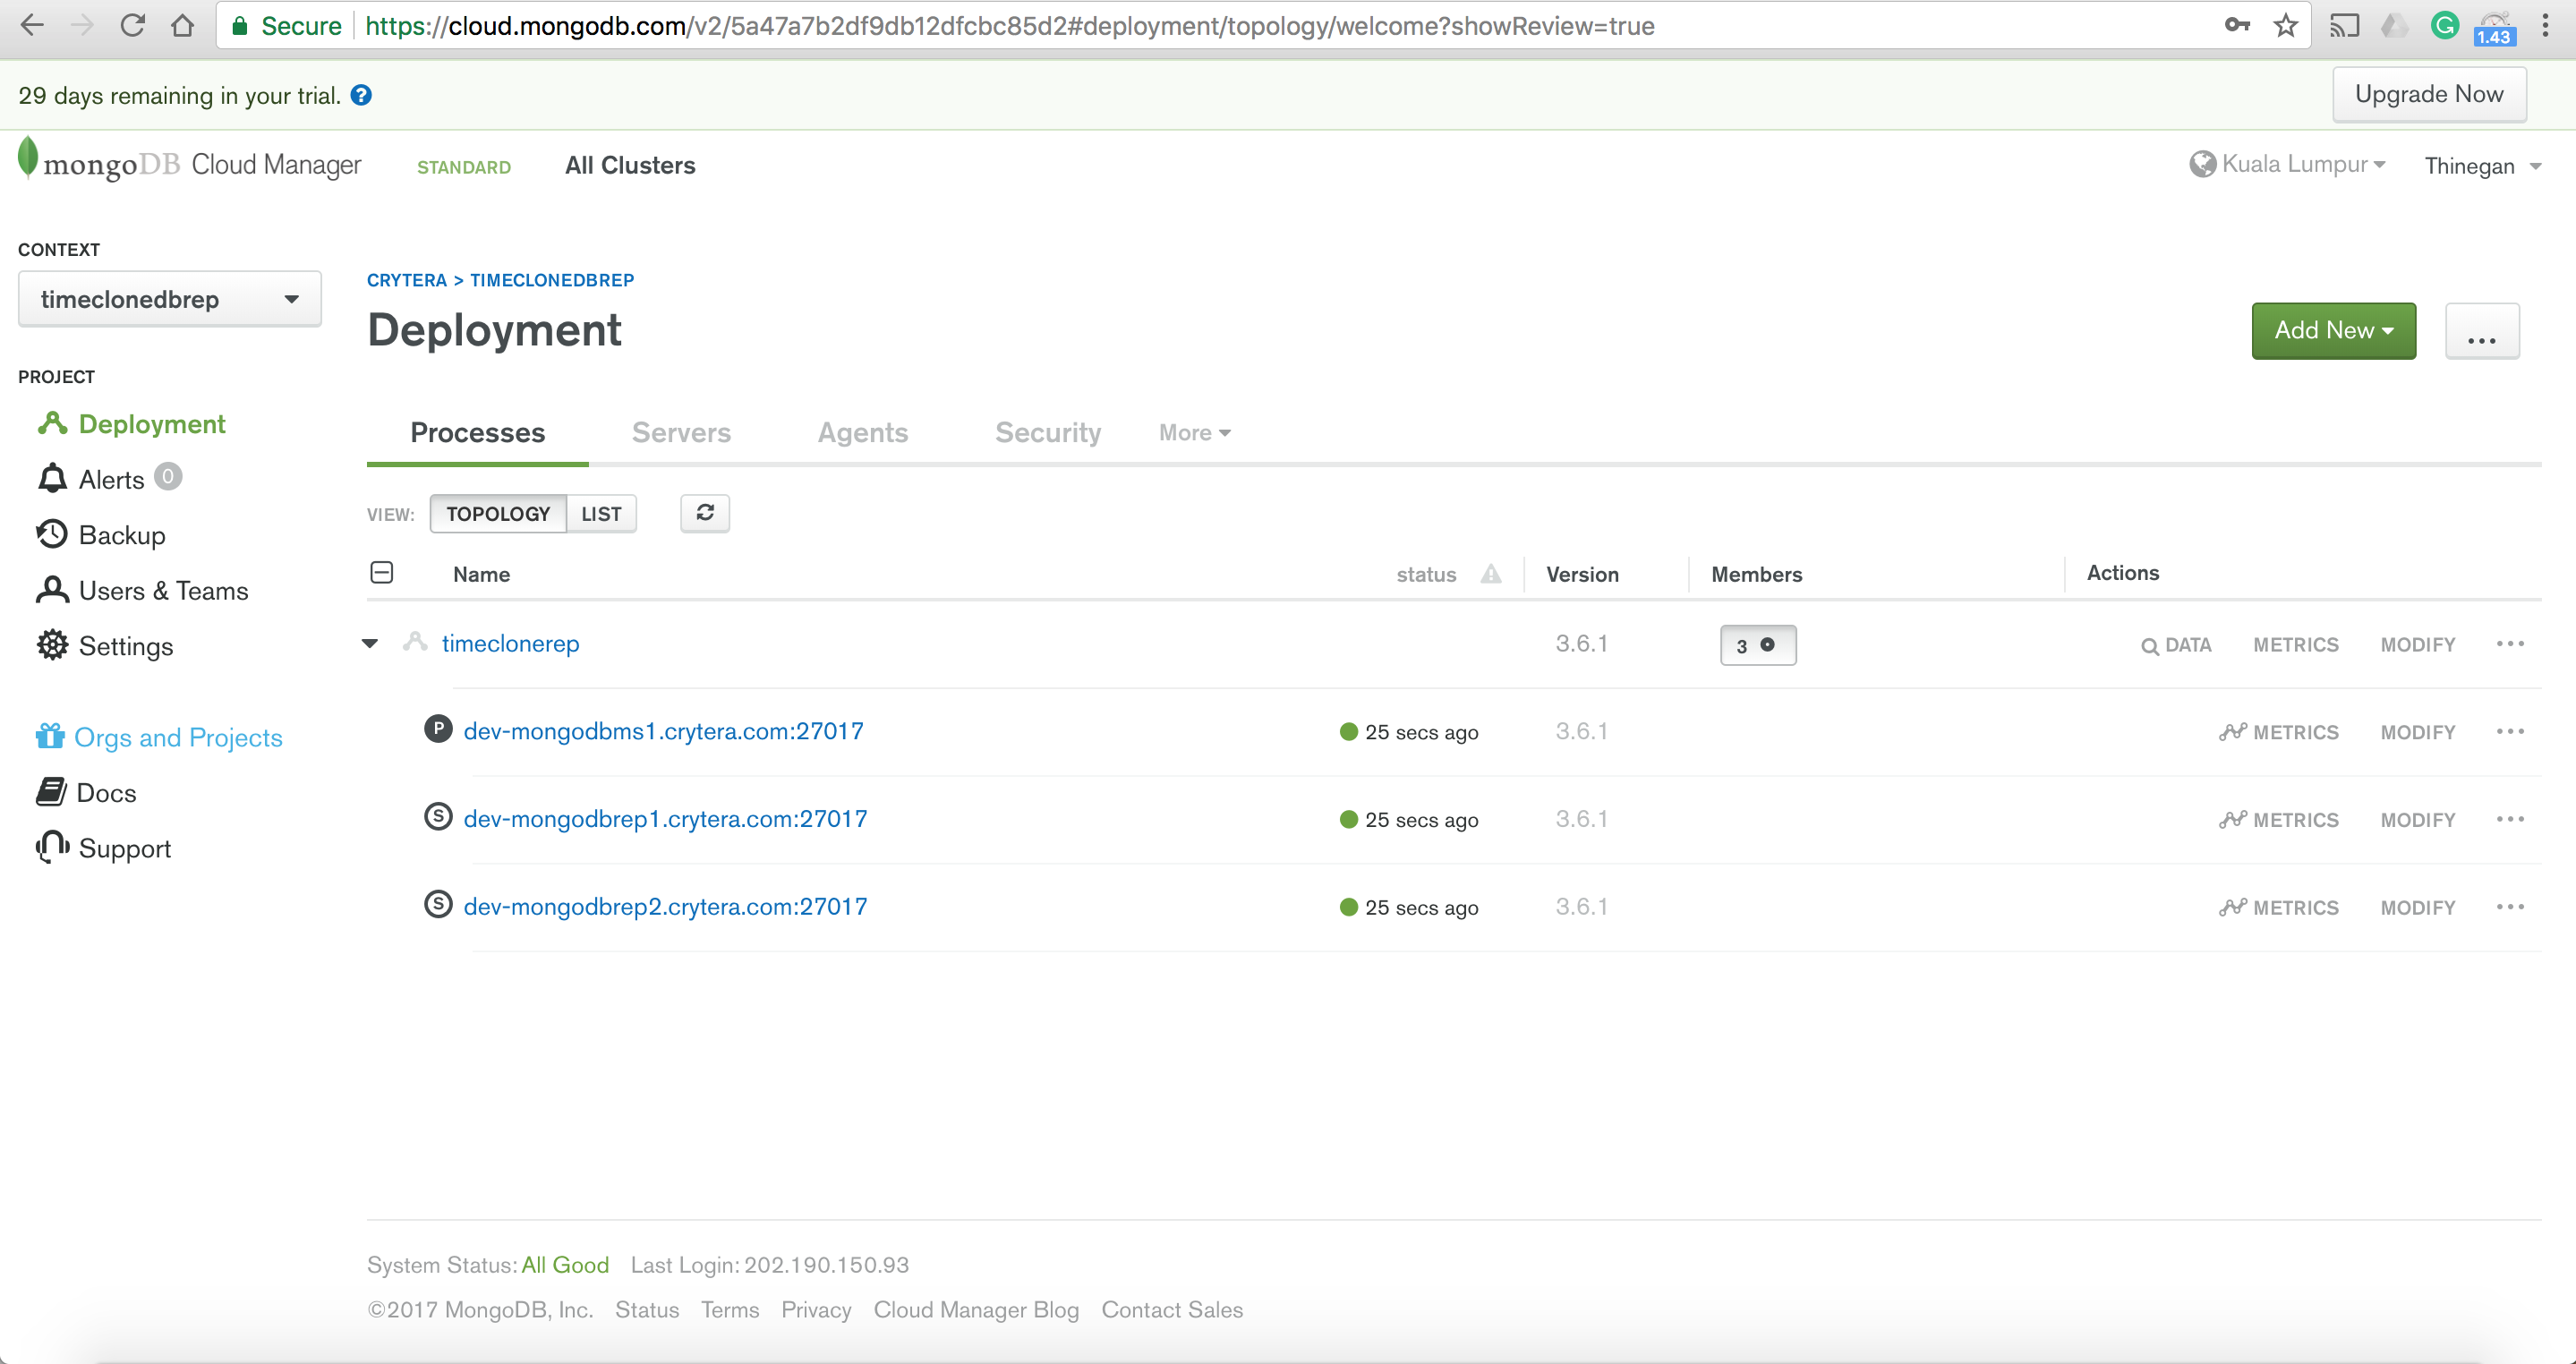 Secure https://cloud.mongodb.com/v2/5a47a7b2df9db12dfcbc85d2#deployment/topology/welcome?showReview=true
G
1.43
29 days remaining in your trial. ?
Upgrade Now
mongoDB Cloud Manager STANDARD All Clusters
Kuala Lumpur Thinegan
CONTEXT
timeclonedbrep
PROJECT
Deployment
Alerts 0
Backup
Users & Teams
Settings
Orgs and Projects
Docs
Support
CRYTERA > TIMECLONEDBREP
Deployment
Add New ...
Processes Servers Agents Security More
VIEW: TOPOLOGY LIST
Name status Version Members Actions
timeclonerep 3.6.1 3 DATA METRICS MODIFY ...
P dev-mongodbms1.crytera.com:27017 25 secs ago 3.6.1 METRICS MODIFY ...
S dev-mongodbrep1.crytera.com:27017 25 secs ago 3.6.1 METRICS MODIFY ...
S dev-mongodbrep2.crytera.com:27017 25 secs ago 3.6.1 METRICS MODIFY ...
System Status: All Good Last Login: 202.190.150.93
©2017 MongoDB, Inc. Status Terms Privacy Cloud Manager Blog Contact Sales